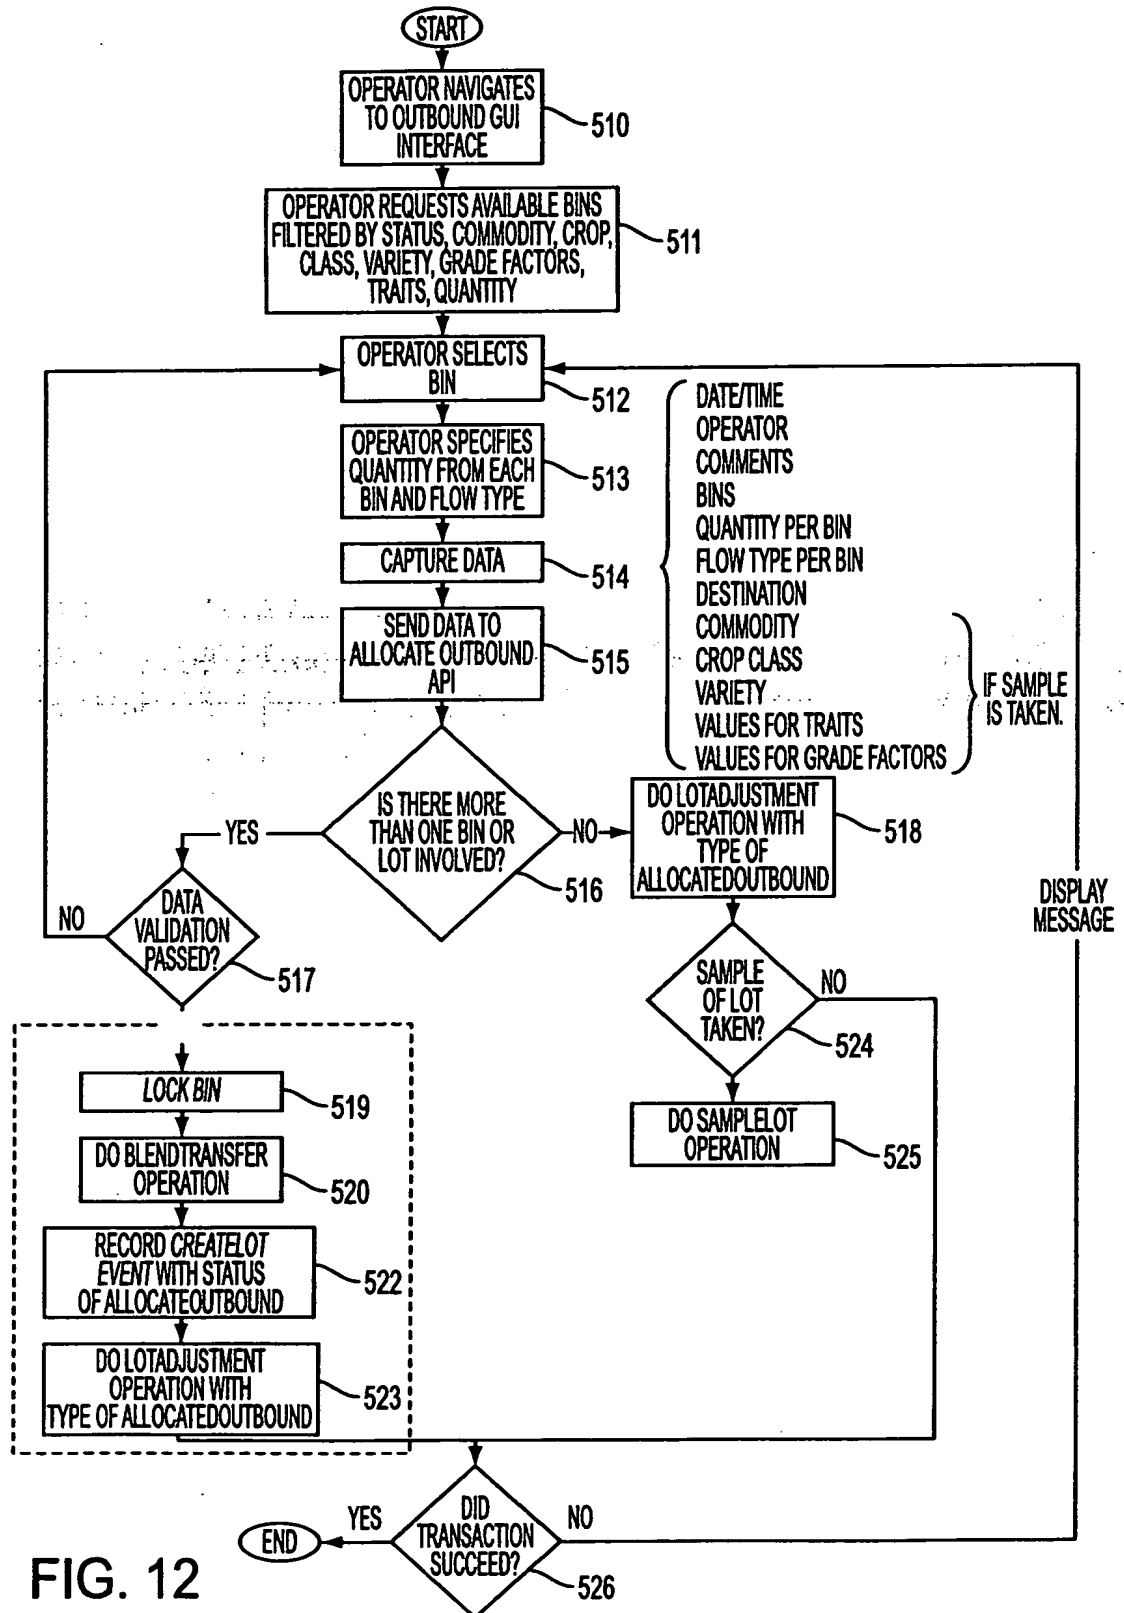 START
OPERATOR NAVIGATES
TO OUTBOUND GUI
INTERFACE
510
OPERATOR REQUESTS AVAILABLE BINS
FILTERED BY STATUS, COMMODITY, CROP,
CLASS, VARIETY, GRADE FACTORS,
TRAITS, QUANTITY
511
OPERATOR SELECTS
BIN
512
OPERATOR SPECIFIES
QUANTITY FROM EACH
BIN AND FLOW TYPE
513
CAPTURE DATA
514
SEND DATA TO
ALLOCATE OUTBOUND
API
515
DATE/TIME
OPERATOR
COMMENTS
BINS
QUANTITY PER BIN
FLOW TYPE PER BIN
DESTINATION
COMMODITY
CROP CLASS
VARIETY
VALUES FOR TRAITS
VALUES FOR GRADE FACTORS
IF SAMPLE
IS TAKEN.
IS THERE MORE
THAN ONE BIN OR
LOT INVOLVED?
516
YES
NO
DO LOTADJUSTMENT
OPERATION WITH
TYPE OF
ALLOCATEDOUTBOUND
518
DATA
VALIDATION
PASSED?
517
NO
DISPLAY
MESSAGE
SAMPLE
OF LOT
TAKEN?
524
NO
LOCK BIN
519
DO SAMPLELOT
OPERATION
525
DO BLENDTRANSFER
OPERATION
520
RECORD CREATELOT
EVENT WITH STATUS
OF ALLOCATEOUTBOUND
522
DO LOTADJUSTMENT
OPERATION WITH
TYPE OF ALLOCATEDOUTBOUND
523
DID
TRANSACTION
SUCCEED?
526
YES
NO
END
FIG. 12